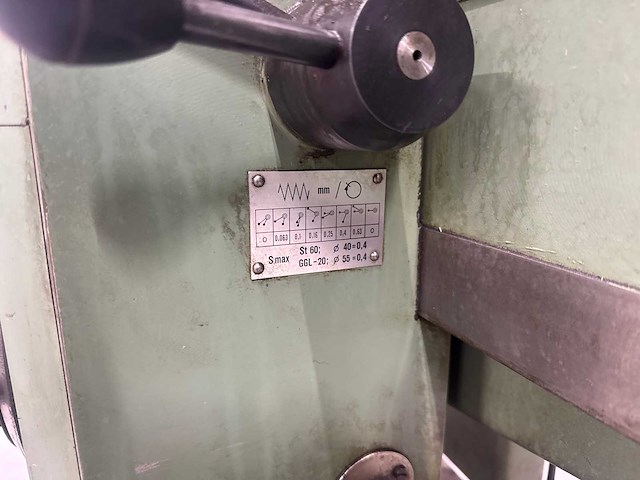 mm /
0 0.063 0.1 0.16 0.25 0.4 0.63 0
St 60; ⌀ 40=0,4
S.max
GGL-20; ⌀ 55=0,4